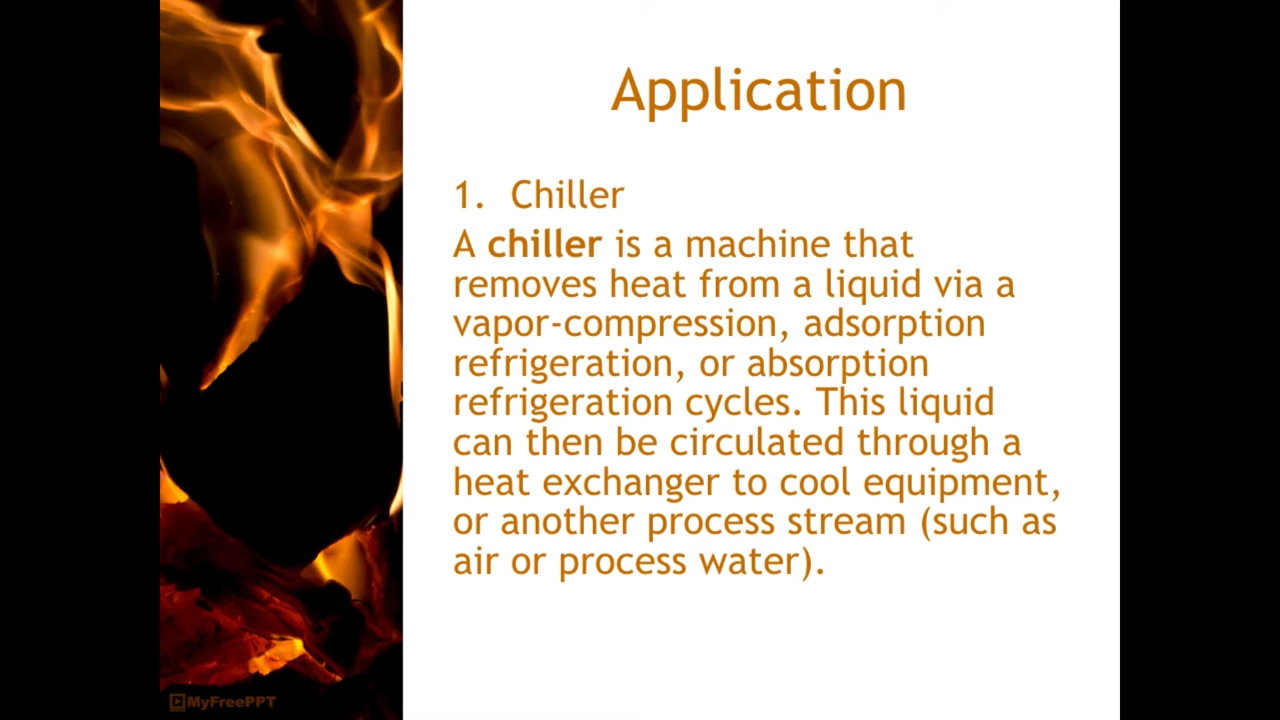 Application
1. Chiller
A chiller is a machine that
removes heat from a liquid via a
vapor-compression, adsorption
refrigeration, or absorption
refrigeration cycles. This liquid
can then be circulated through a
heat exchanger to cool equipment,
or another process stream (such as
air or process water).
MyFreePPT